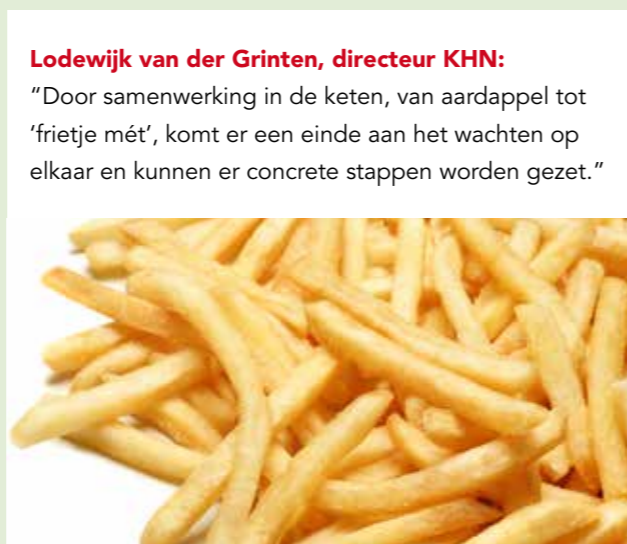 Lodewijk van der Grinten, directeur KHN:
“Door samenwerking in de keten, van aardappel tot
‘frietje mét’, komt er een einde aan het wachten op
elkaar en kunnen er concrete stappen worden gezet.”